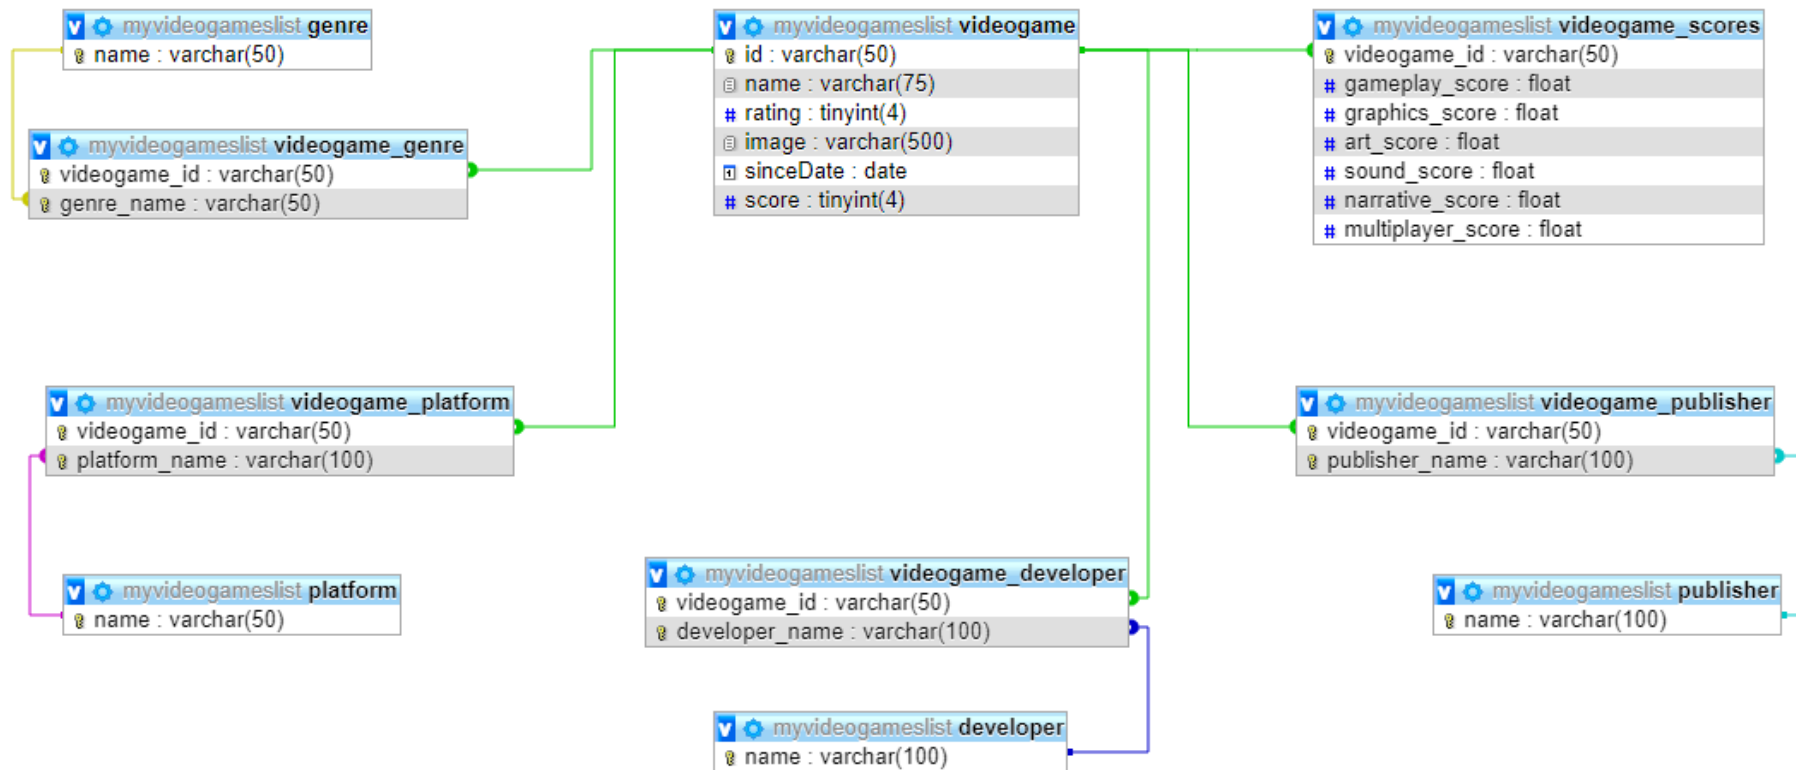 myvideogameslist genre
name : varchar(50)
myvideogameslist videogame_genre
videogame_id : varchar(50)
genre_name : varchar(50)
myvideogameslist videogame
id : varchar(50)
name : varchar(75)
rating : tinyint(4)
image : varchar(500)
sinceDate : date
score : tinyint(4)
myvideogameslist videogame_scores
videogame_id : varchar(50)
gameplay_score : float
graphics_score : float
art_score : float
sound_score : float
narrative_score : float
multiplayer_score : float
myvideogameslist videogame_platform
videogame_id : varchar(50)
platform_name : varchar(100)
myvideogameslist videogame_publisher
videogame_id : varchar(50)
publisher_name : varchar(100)
myvideogameslist platform
name : varchar(50)
myvideogameslist videogame_developer
videogame_id : varchar(50)
developer_name : varchar(100)
myvideogameslist publisher
name : varchar(100)
myvideogameslist developer
name : varchar(100)